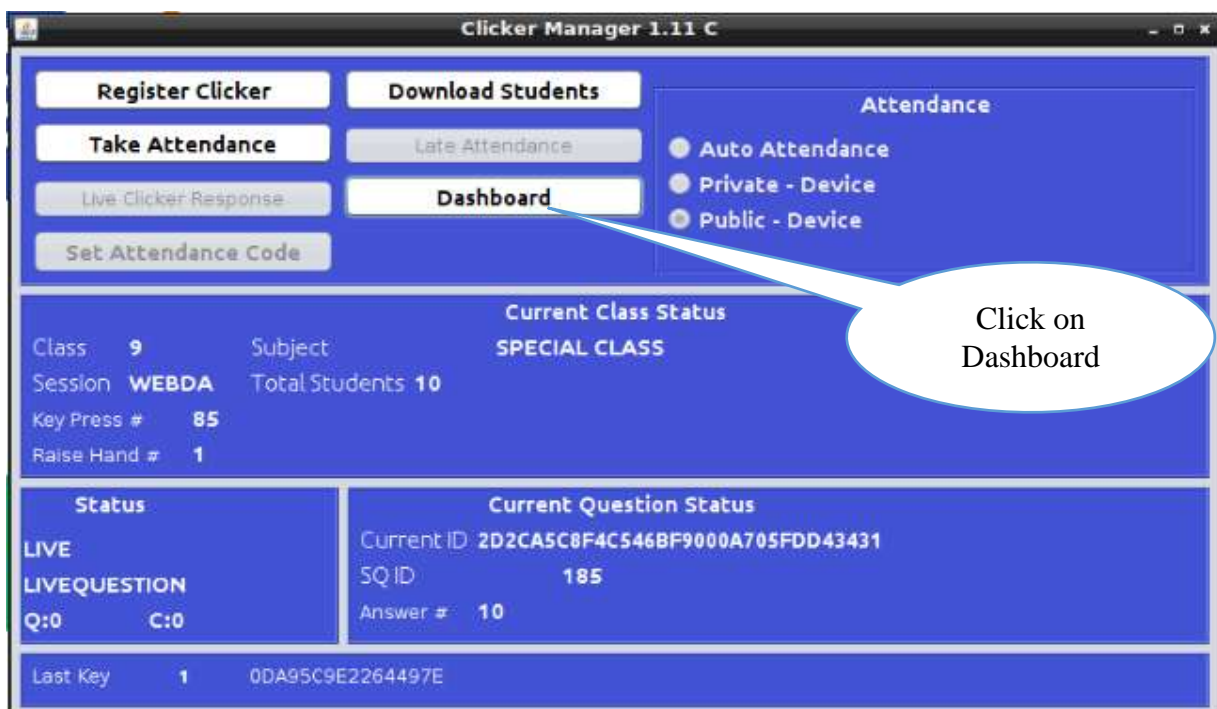 Clicker Manager 1.11 C
Register Clicker
Download Students
Take Attendance
Late Attendance
Live Clicker Response
Dashboard
Set Attendance Code
Attendance
Auto Attendance
Private - Device
Public - Device
Click on
Dashboard
Current Class Status
Class 9 Subject SPECIAL CLASS
Session WEBDA Total Students 10
Key Press # 85
Raise Hand # 1
Status
LIVE
LIVEQUESTION
Q:0 C:0
Current Question Status
Current ID 2D2CA5C8F4C546BF9000A705FDD43431
SQ ID 185
Answer # 10
Last Key 1 0DA95C9E2264497E